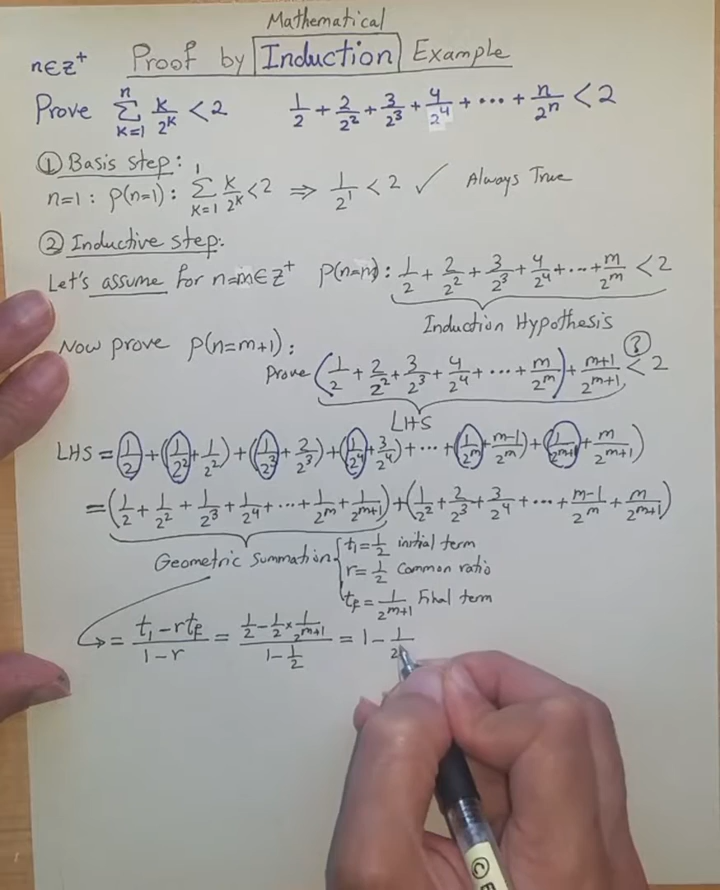 Mathematical
n∈Z⁺ Proof by Induction Example
Prove ∑_{K=1}^{n} K/2^K < 2    1/2 + 2/2² + 3/2³ + 4/2⁴ + ⋯ + n/2ⁿ < 2
① Basis step:
n=1: P(n=1): ∑_{K=1}^{1} K/2^K < 2 ⇒ 1/2¹ < 2 ✓ Always True
② Inductive step:
Let's assume for n=m∈Z⁺ P(n=m): 1/2 + 2/2² + 3/2³ + 4/2⁴ + ⋯ + m/2^m < 2
Induction Hypothesis
Now prove P(n=m+1):
Prove (1/2 + 2/2² + 3/2³ + 4/2⁴ + ⋯ + m/2^m) + (m+1)/2^{m+1} <^{?} 2
LHS
LHS = (1/2) + (1/2² + 1/2²) + (1/2³ + 2/2³) + (1/2⁴ + 3/2⁴) + ⋯ + (1/2^m + (m-1)/2^m) + (1/2^{m+1} + m/2^{m+1})
= (1/2 + 1/2² + 1/2³ + 1/2⁴ + ⋯ + 1/2^m + 1/2^{m+1}) + (1/2² + 2/2³ + 3/2⁴ + ⋯ + (m-1)/2^m + m/2^{m+1})
Geometric Summation { t₁ = 1/2 initial term
r = 1/2 Common ratio
t_F = 1/2^{m+1} Final term
= (t₁ - r t_F)/(1 - r) = (1/2 - 1/2 × 1/2^{m+1})/(1 - 1/2) = 1 - 1/2
© E